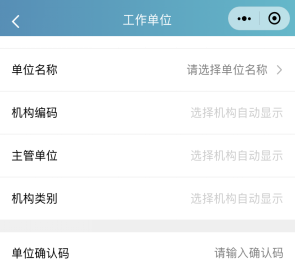 工作单位
单位名称 请选择单位名称
机构编码 选择机构自动显示
主管单位 选择机构自动显示
机构类别 选择机构自动显示
单位确认码 请输入确认码